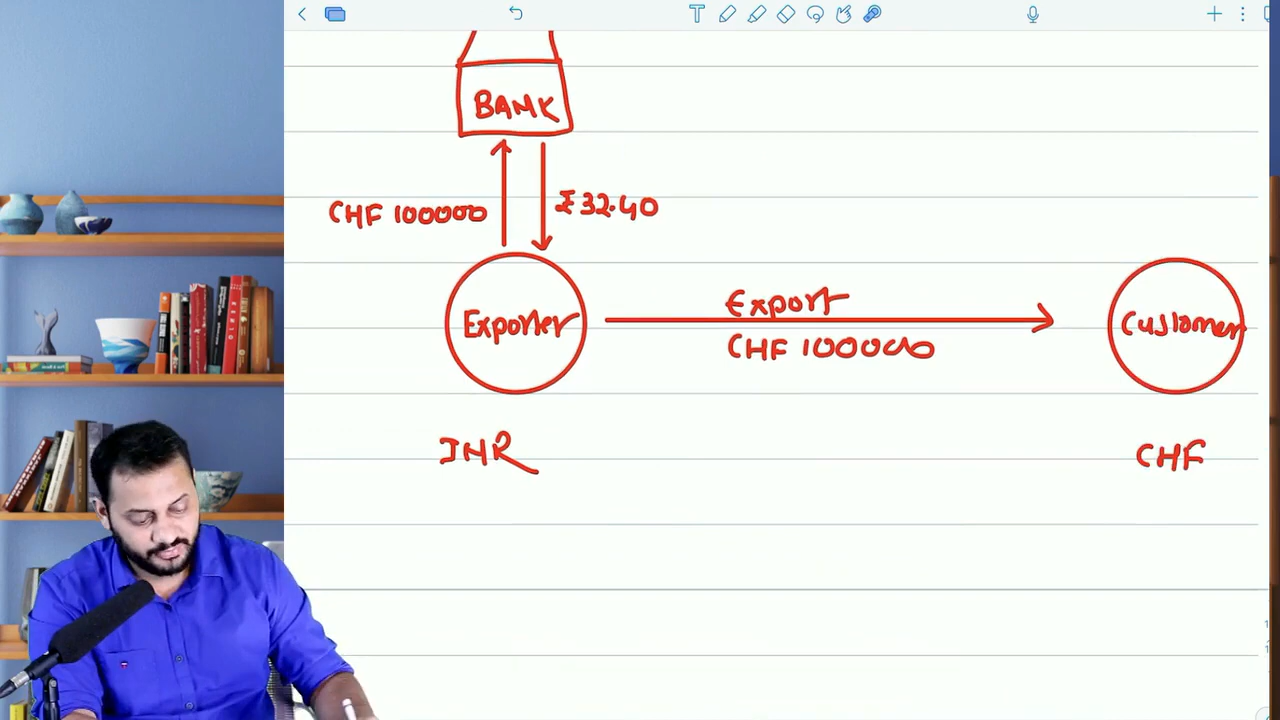 BANK
CHF 100000
₹32.40
Exporter
Export
CHF 100000
Customer
INR
CHF